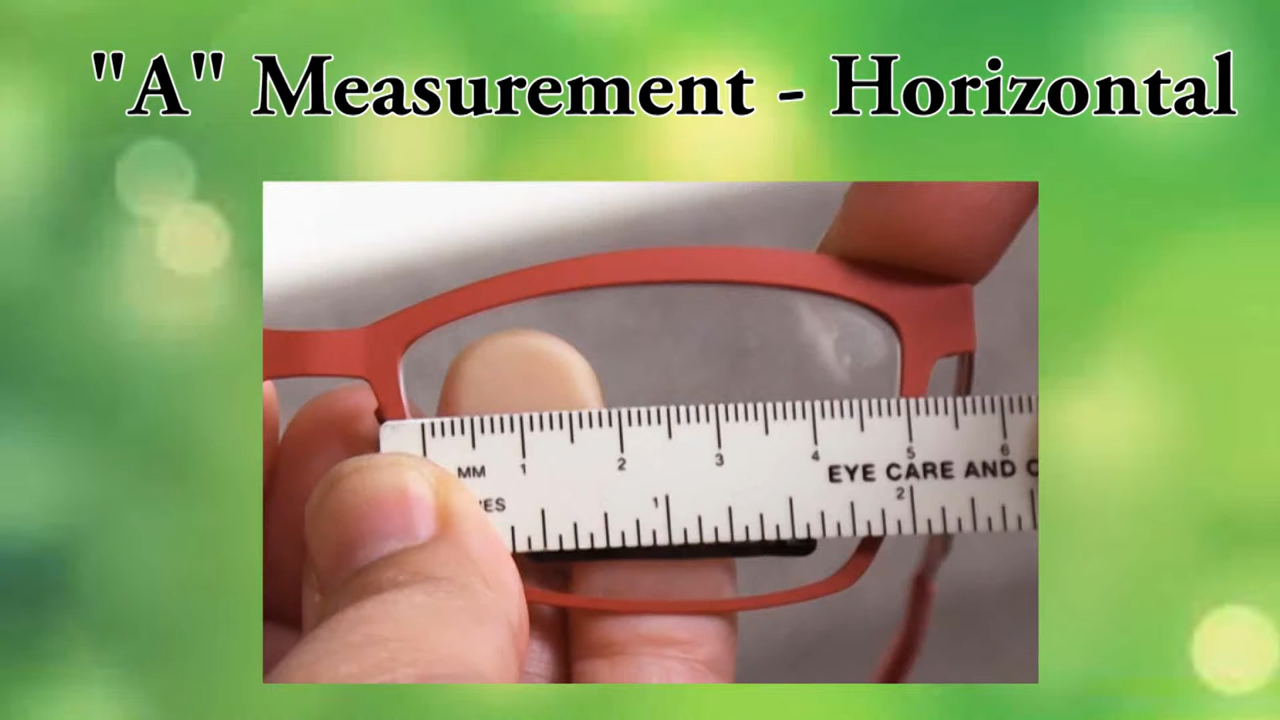 "A" Measurement - Horizontal
1 2 3 4 5 6
MM
EYE CARE AND
1 2